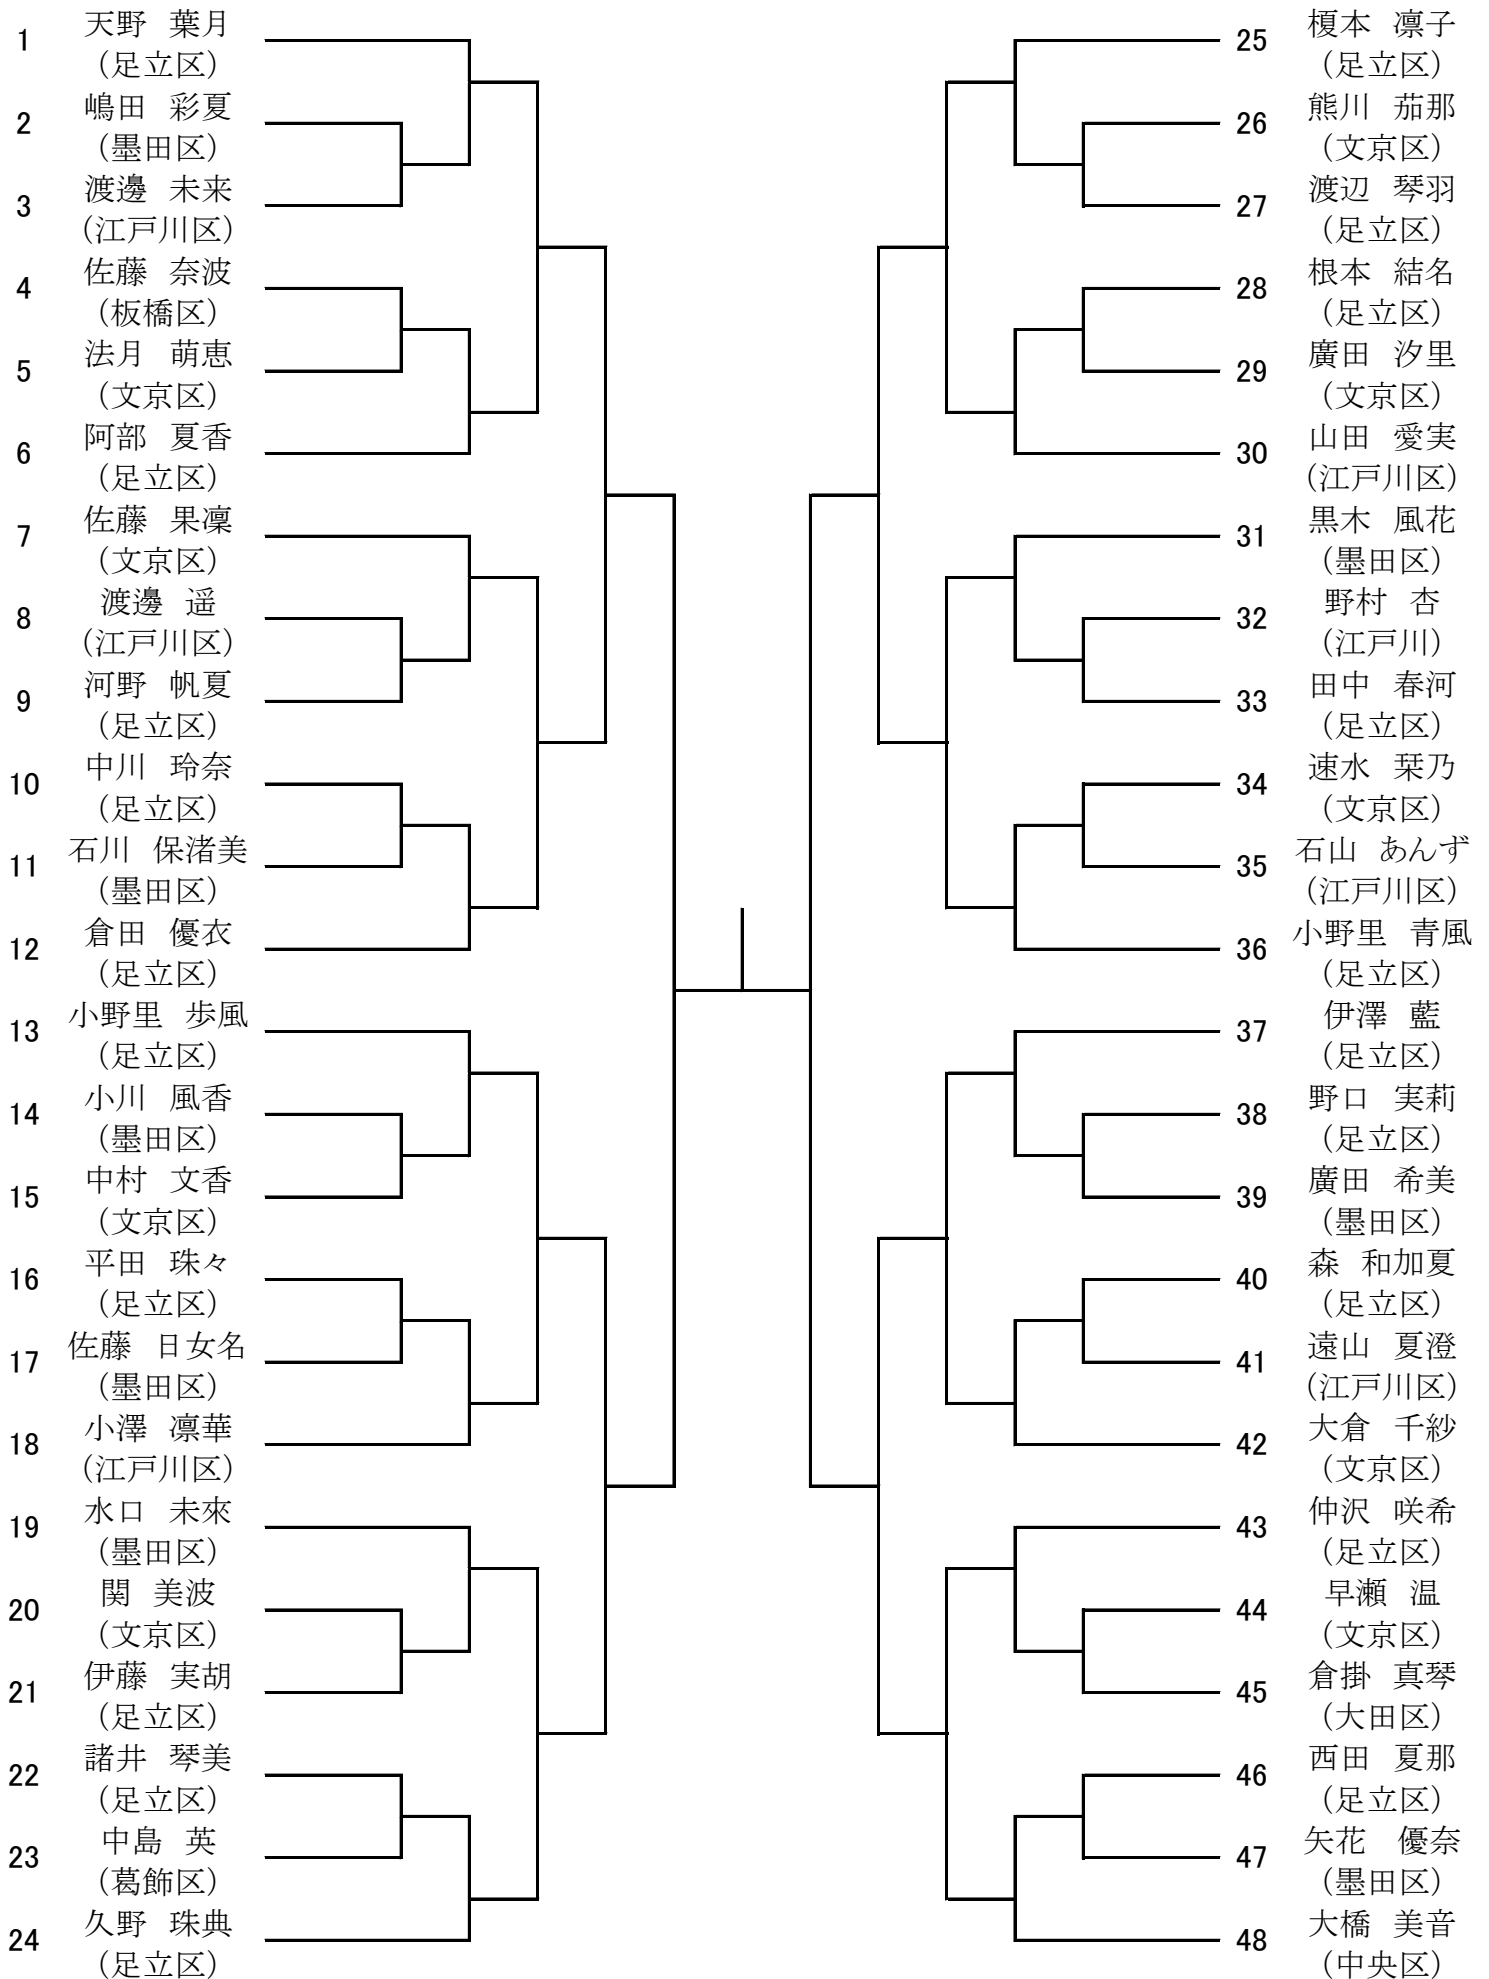 1 天野 葉月
(足立区)
2 嶋田 彩夏
(墨田区)
3 渡邊 未来
(江戸川区)
4 佐藤 奈波
(板橋区)
5 法月 萌恵
(文京区)
6 阿部 夏香
(足立区)
7 佐藤 果凜
(文京区)
8 渡邊 遥
(江戸川区)
9 河野 帆夏
(足立区)
10 中川 玲奈
(足立区)
11 石川 保渚美
(墨田区)
12 倉田 優衣
(足立区)
13 小野里 歩風
(足立区)
14 小川 風香
(墨田区)
15 中村 文香
(文京区)
16 平田 珠々
(足立区)
17 佐藤 日女名
(墨田区)
18 小澤 凛華
(江戸川区)
19 水口 未來
(墨田区)
20 関 美波
(文京区)
21 伊藤 実胡
(足立区)
22 諸井 琴美
(足立区)
23 中島 英
(葛飾区)
24 久野 珠典
(足立区)
25 榎本 凛子
(足立区)
26 熊川 茄那
(文京区)
27 渡辺 琴羽
(足立区)
28 根本 結名
(足立区)
29 廣田 汐里
(文京区)
30 山田 愛実
(江戸川区)
31 黒木 風花
(墨田区)
32 野村 杏
(江戸川)
33 田中 春河
(足立区)
34 速水 栞乃
(文京区)
35 石山 あんず
(江戸川区)
36 小野里 青風
(足立区)
37 伊澤 藍
(足立区)
38 野口 実莉
(足立区)
39 廣田 希美
(墨田区)
40 森 和加夏
(足立区)
41 遠山 夏澄
(江戸川区)
42 大倉 千紗
(文京区)
43 仲沢 咲希
(足立区)
44 早瀬 温
(文京区)
45 倉掛 真琴
(大田区)
46 西田 夏那
(足立区)
47 矢花 優奈
(墨田区)
48 大橋 美音
(中央区)